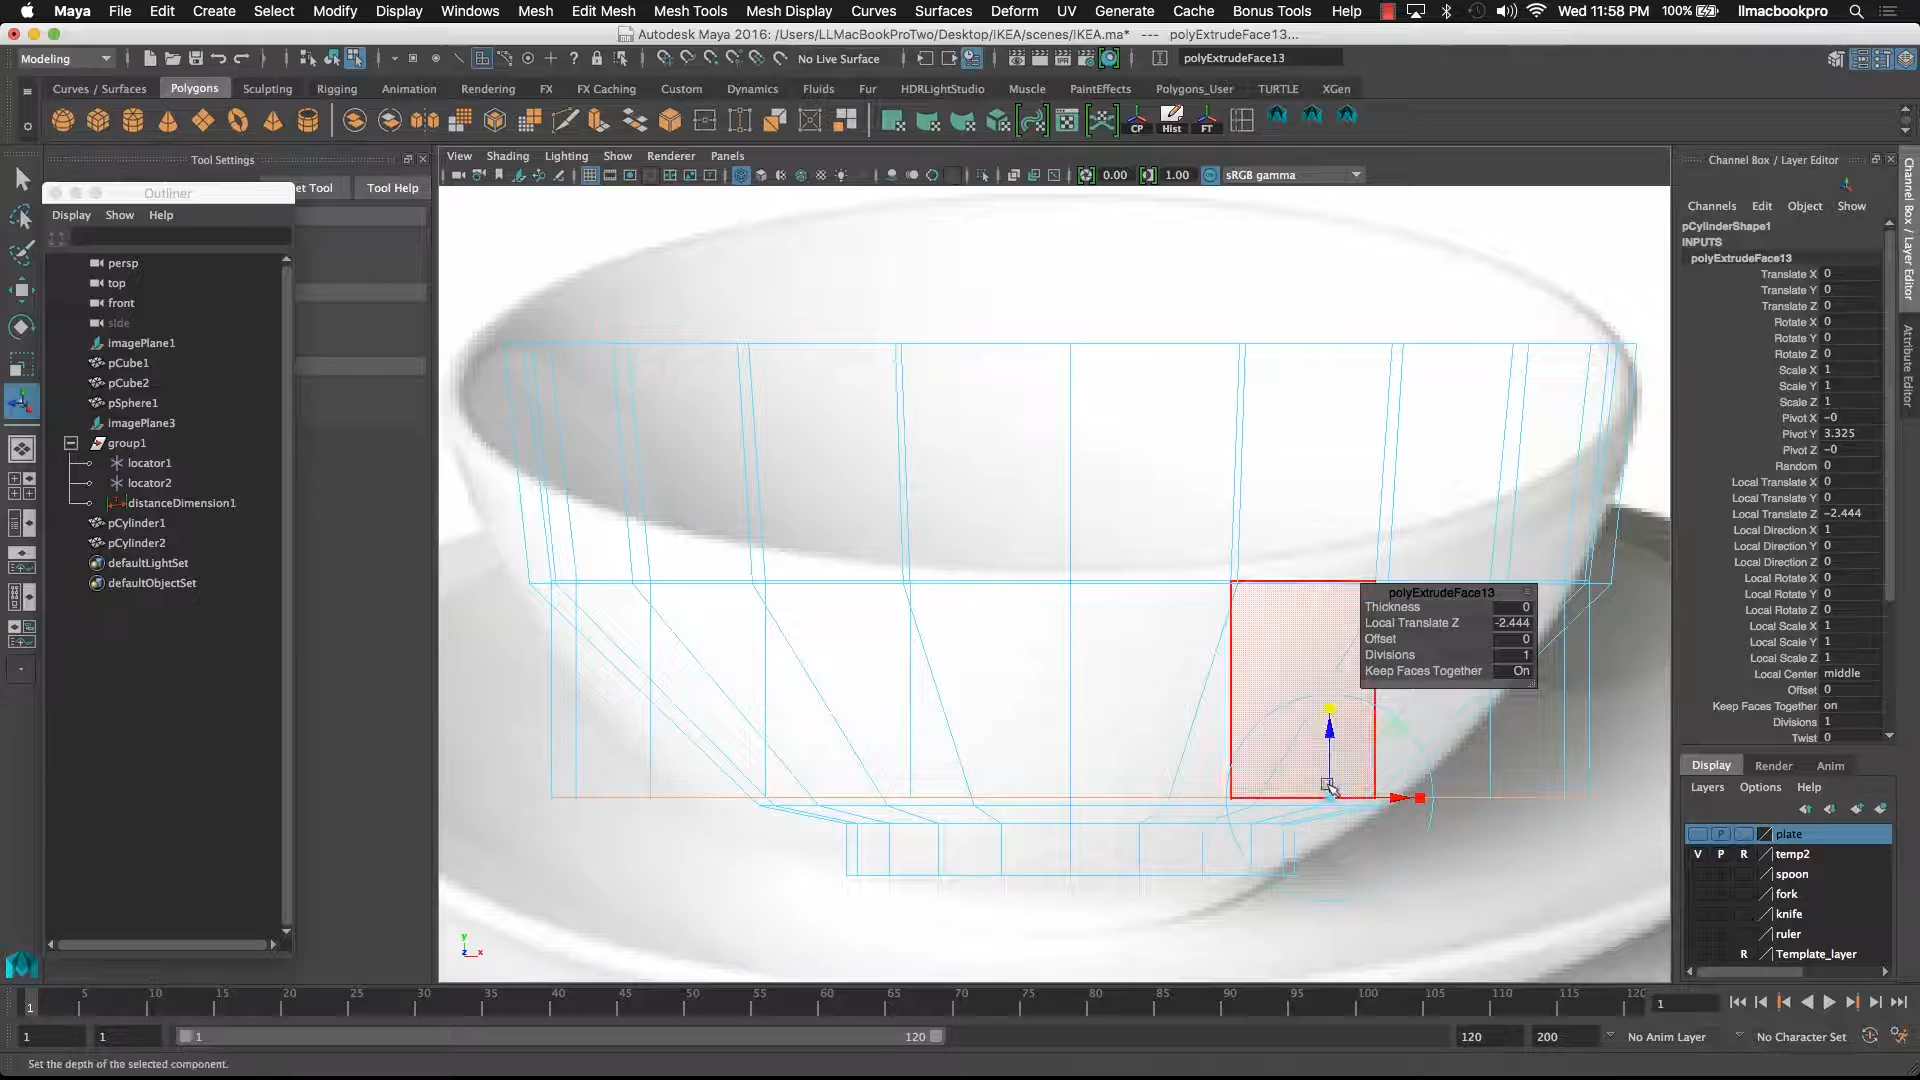 Maya File Edit Create Select Modify Display Windows Mesh Edit Mesh Mesh Tools Mesh Display Curves Surfaces Deform UV Generate Cache Bonus Tools Help Wed 11:58 PM 100% llmacbookpro
Autodesk Maya 2016: /Users/LLMacBookProTwo/Desktop/IKEA/scenes/IKEA.ma* --- polyExtrudeFace13...
Modeling No Live Surface polyExtrudeFace13
Curves / Surfaces Polygons Sculpting Rigging Animation Rendering FX FX Caching Custom Dynamics Fluids Fur HDRLightStudio Muscle PaintEffects Polygons_User TURTLE XGen
CP Hist FT
Tool Settings
et Tool Tool Help
Outliner
Display Show Help
persp
top
front
side
imagePlane1
pCube1
pCube2
pSphere1
imagePlane3
group1
locator1
locator2
distanceDimension1
pCylinder1
pCylinder2
defaultLightSet
defaultObjectSet
View Shading Lighting Show Renderer Panels
0.00 1.00 sRGB gamma
polyExtrudeFace13
Thickness 0
Local Translate Z -2.444
Offset 0
Divisions 1
Keep Faces Together On
y
z x
Channel Box / Layer Editor
Channels Edit Object Show
pCylinderShape1
INPUTS
polyExtrudeFace13
Translate X 0
Translate Y 0
Translate Z 0
Rotate X 0
Rotate Y 0
Rotate Z 0
Scale X 1
Scale Y 1
Scale Z 1
Pivot X -0
Pivot Y 3.325
Pivot Z -0
Random 0
Local Translate X 0
Local Translate Y 0
Local Translate Z -2.444
Local Direction X 1
Local Direction Y 0
Local Direction Z 0
Local Rotate X 0
Local Rotate Y 0
Local Rotate Z 0
Local Scale X 1
Local Scale Y 1
Local Scale Z 1
Local Center middle
Offset 0
Keep Faces Together on
Divisions 1
Twist 0
Display Render Anim
Layers Options Help
P plate
V P R temp2
spoon
fork
knife
ruler
R Template_layer
Channel Box / Layer Editor
Attribute Editor
1 5 10 15 20 25 30 35 40 45 50 55 60 65 70 75 80 85 90 95 100 105 110 115 120 1
1 1 1 120 120 200 No Anim Layer No Character Set
Set the depth of the selected component.